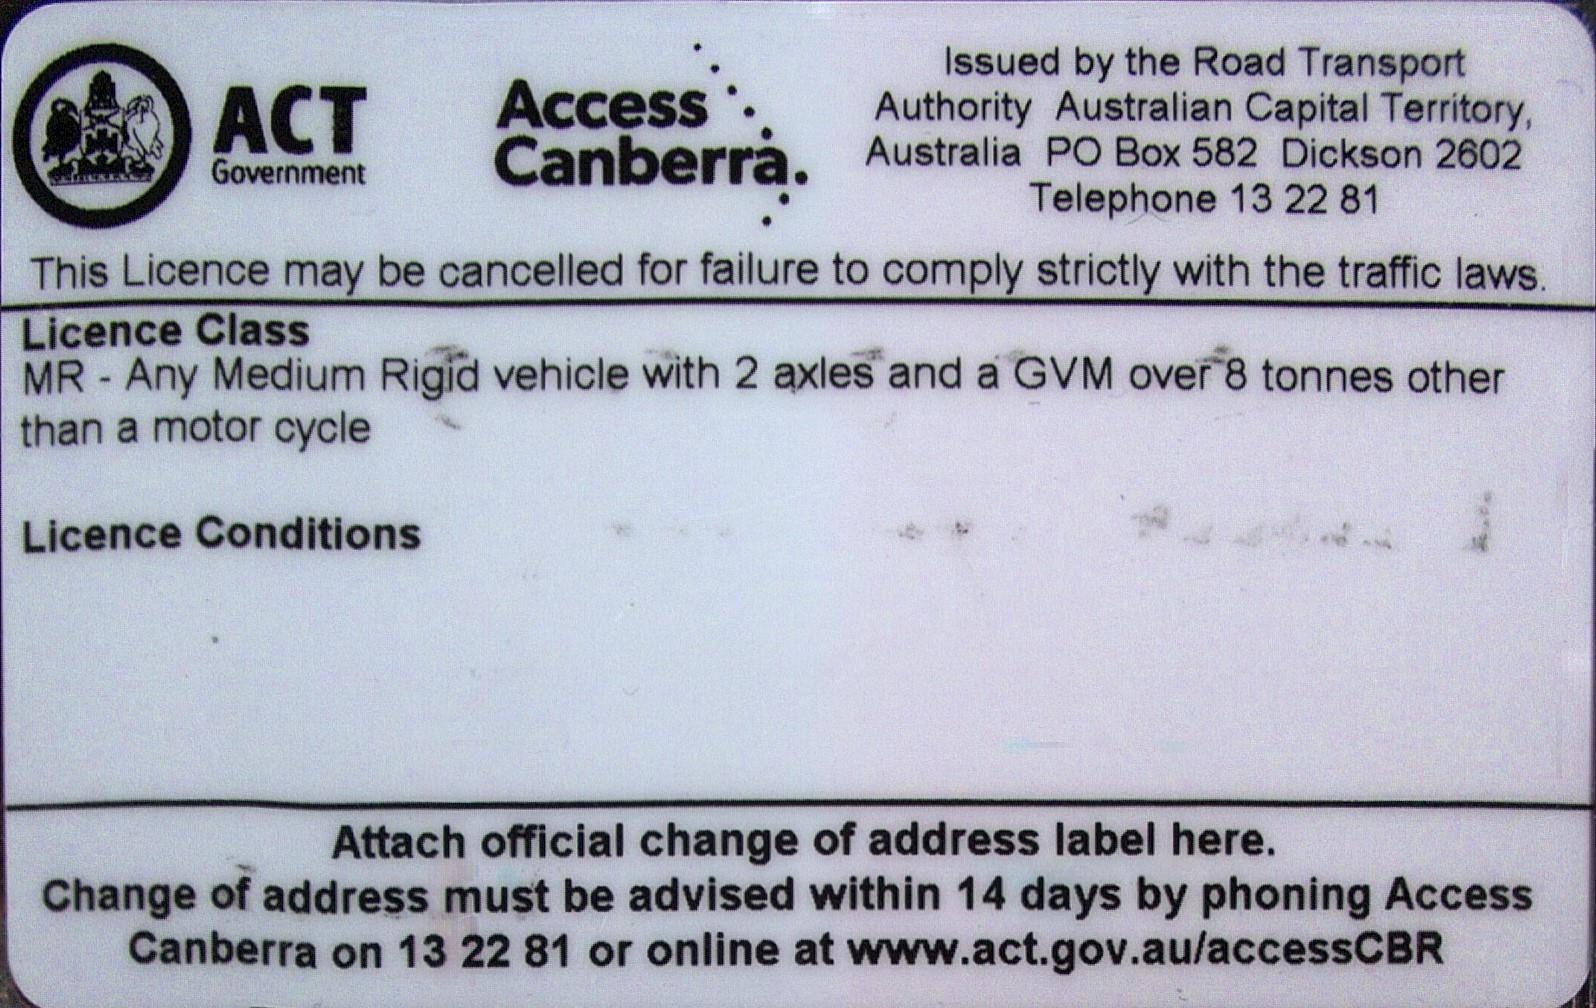 ACT
Government
Access
Canberra.
Issued by the Road Transport
Authority Australian Capital Territory,
Australia PO Box 582 Dickson 2602
Telephone 13 22 81
This Licence may be cancelled for failure to comply strictly with the traffic laws.
Licence Class
MR - Any Medium Rigid vehicle with 2 axles and a GVM over 8 tonnes other
than a motor cycle
Licence Conditions
Attach official change of address label here.
Change of address must be advised within 14 days by phoning Access
Canberra on 13 22 81 or online at www.act.gov.au/accessCBR